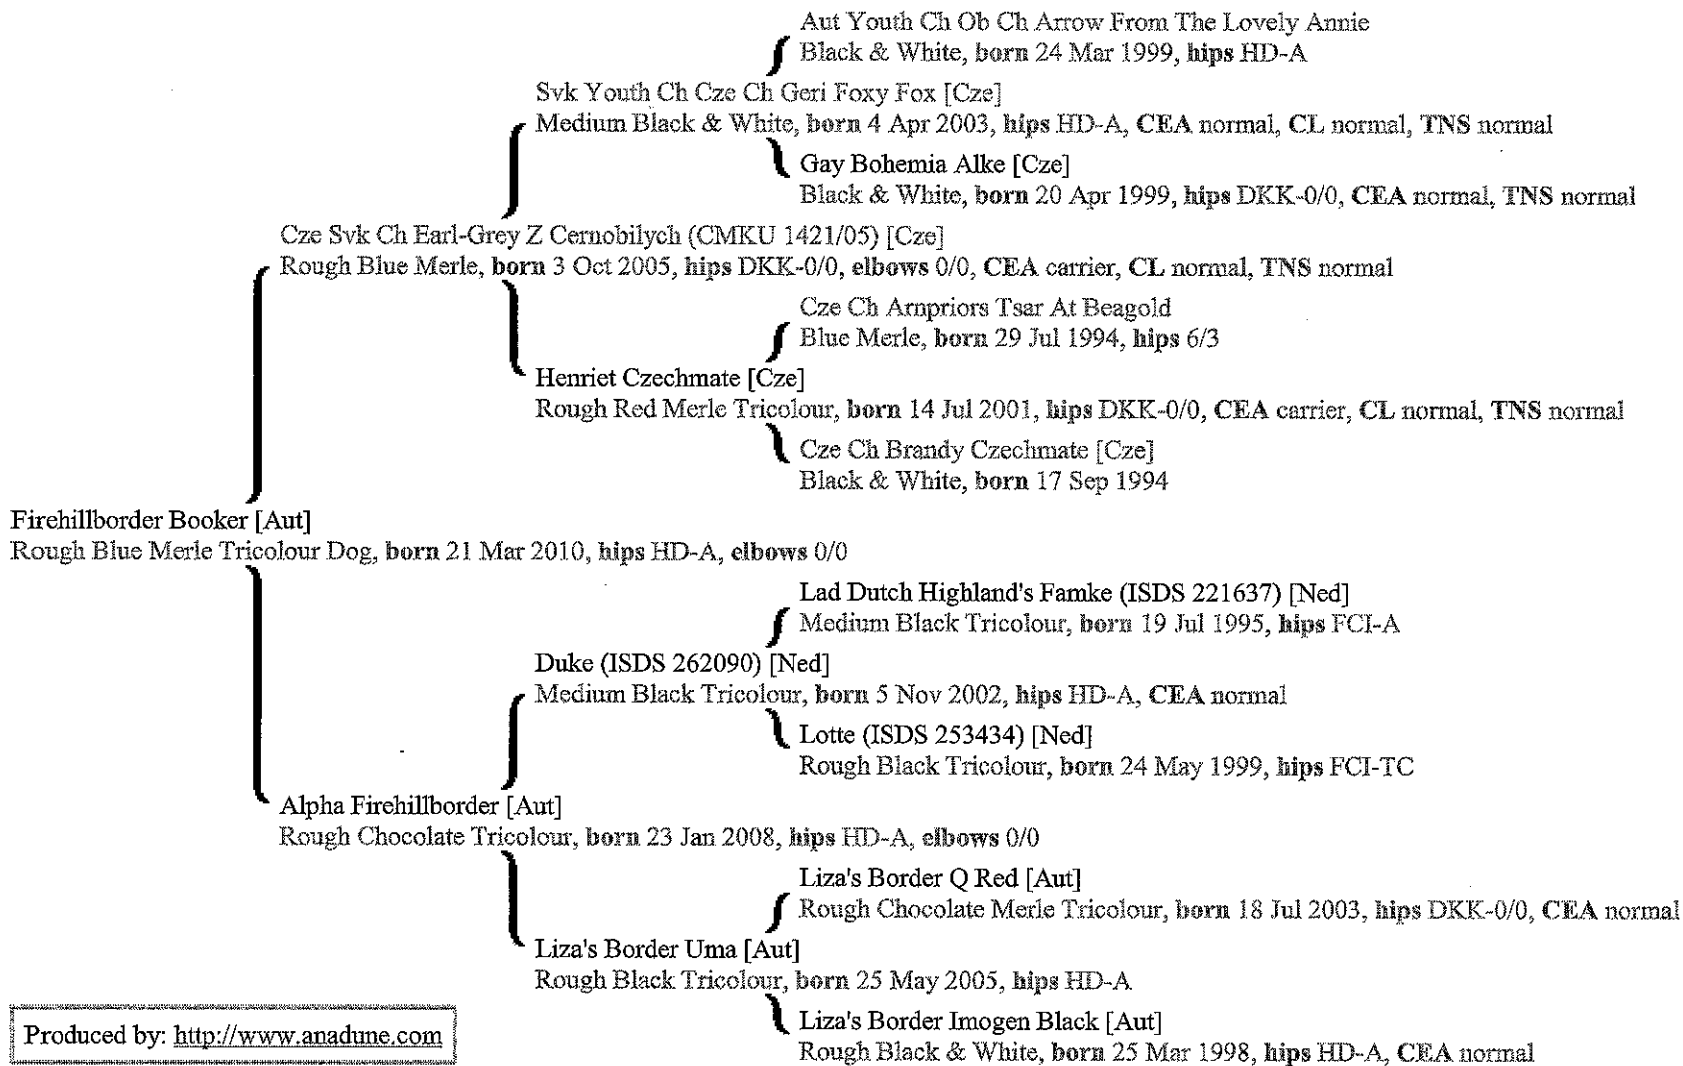 Aut Youth Ch Ob Ch Arrow From The Lovely Annie
Black & White, born 24 Mar 1999, hips HD-A
Svk Youth Ch Cze Ch Geri Foxy Fox [Cze]
Medium Black & White, born 4 Apr 2003, hips HD-A, CEA normal, CL normal, TNS normal
Gay Bohemia Alke [Cze]
Black & White, born 20 Apr 1999, hips DKK-0/0, CEA normal, TNS normal
Cze Svk Ch Earl-Grey Z Cernobilych (CMKU 1421/05) [Cze]
Rough Blue Merle, born 3 Oct 2005, hips DKK-0/0, elbows 0/0, CEA carrier, CL normal, TNS normal
Cze Ch Arnpriors Tsar At Beagold
Blue Merle, born 29 Jul 1994, hips 6/3
Henriet Czechmate [Cze]
Rough Red Merle Tricolour, born 14 Jul 2001, hips DKK-0/0, CEA carrier, CL normal, TNS normal
Cze Ch Brandy Czechmate [Cze]
Black & White, born 17 Sep 1994
Firehillborder Booker [Aut]
Rough Blue Merle Tricolour Dog, born 21 Mar 2010, hips HD-A, elbows 0/0
Lad Dutch Highland's Famke (ISDS 221637) [Ned]
Medium Black Tricolour, born 19 Jul 1995, hips FCI-A
Duke (ISDS 262090) [Ned]
Medium Black Tricolour, born 5 Nov 2002, hips HD-A, CEA normal
Lotte (ISDS 253434) [Ned]
Rough Black Tricolour, born 24 May 1999, hips FCI-TC
Alpha Firehillborder [Aut]
Rough Chocolate Tricolour, born 23 Jan 2008, hips HD-A, elbows 0/0
Liza's Border Q Red [Aut]
Rough Chocolate Merle Tricolour, born 18 Jul 2003, hips DKK-0/0, CEA normal
Liza's Border Uma [Aut]
Rough Black Tricolour, born 25 May 2005, hips HD-A
Liza's Border Imogen Black [Aut]
Rough Black & White, born 25 Mar 1998, hips HD-A, CEA normal
Produced by: http://www.anadune.com